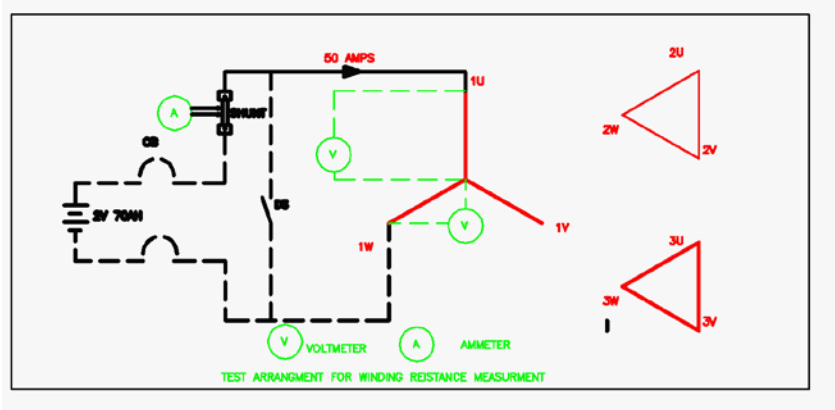 50 AMPS
1U
2U
A
SHUNT
2W
2V
CB
V
2V 70AH
DS
V
1V
1W
3U
3W
3V
V VOLTMETER A AMMETER
TEST ARRANGMENT FOR WINDING REISTANCE MEASURMENT